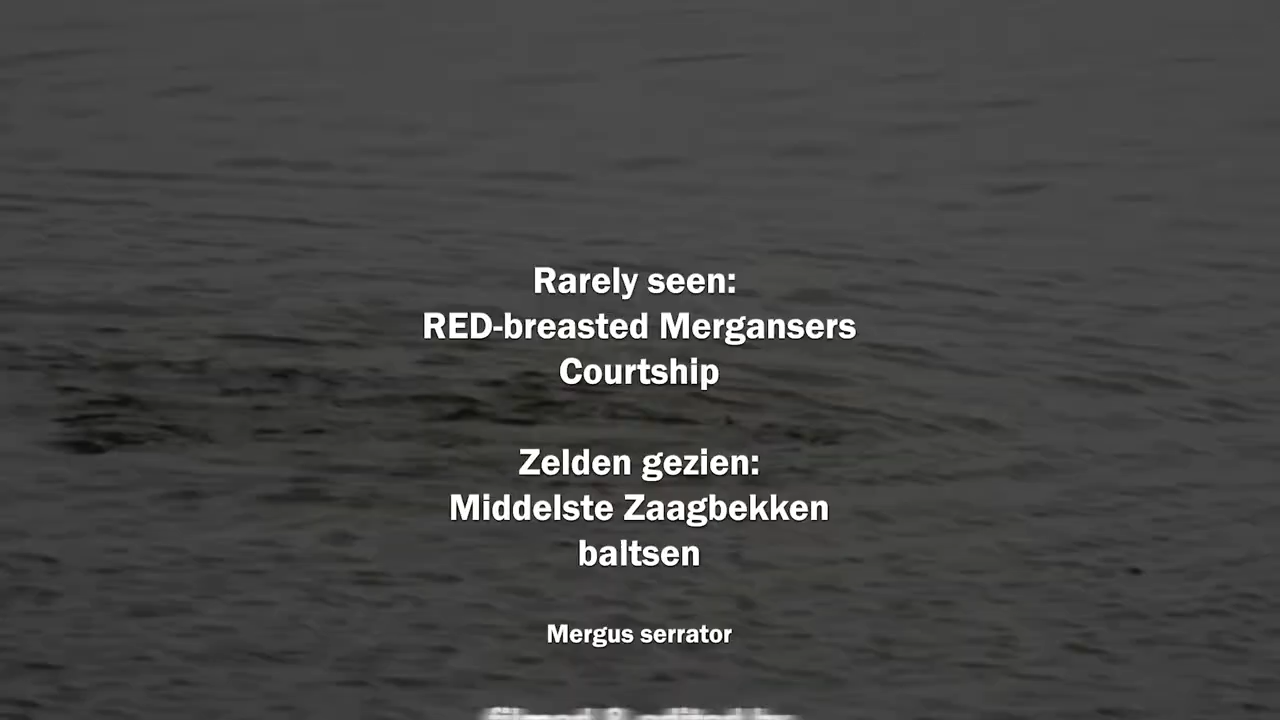 Rarely seen:
RED-breasted Mergansers
Courtship
Zelden gezien:
Middelste Zaagbekken
baltsen
Mergus serrator